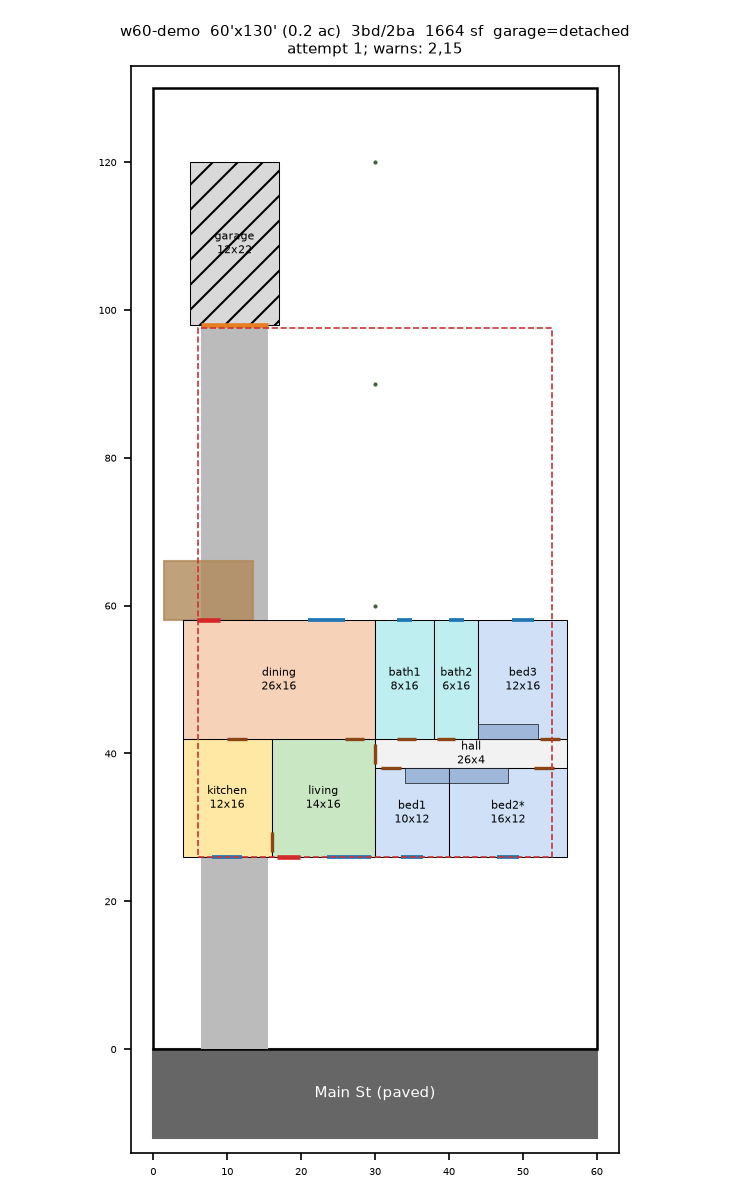 w60-demo  60'x130' (0.2 ac)  3bd/2ba  1664 sf  garage=detached
attempt 1; warns: 2,15
120
garage
12x22
100
80
60
dining
26x16
bath1
8x16
bath2
6x16
bed3
12x16
40
hall
26x4
kitchen
12x16
living
14x16
bed1
10x12
bed2*
16x12
20
0
Main St (paved)
0
10
20
30
40
50
60